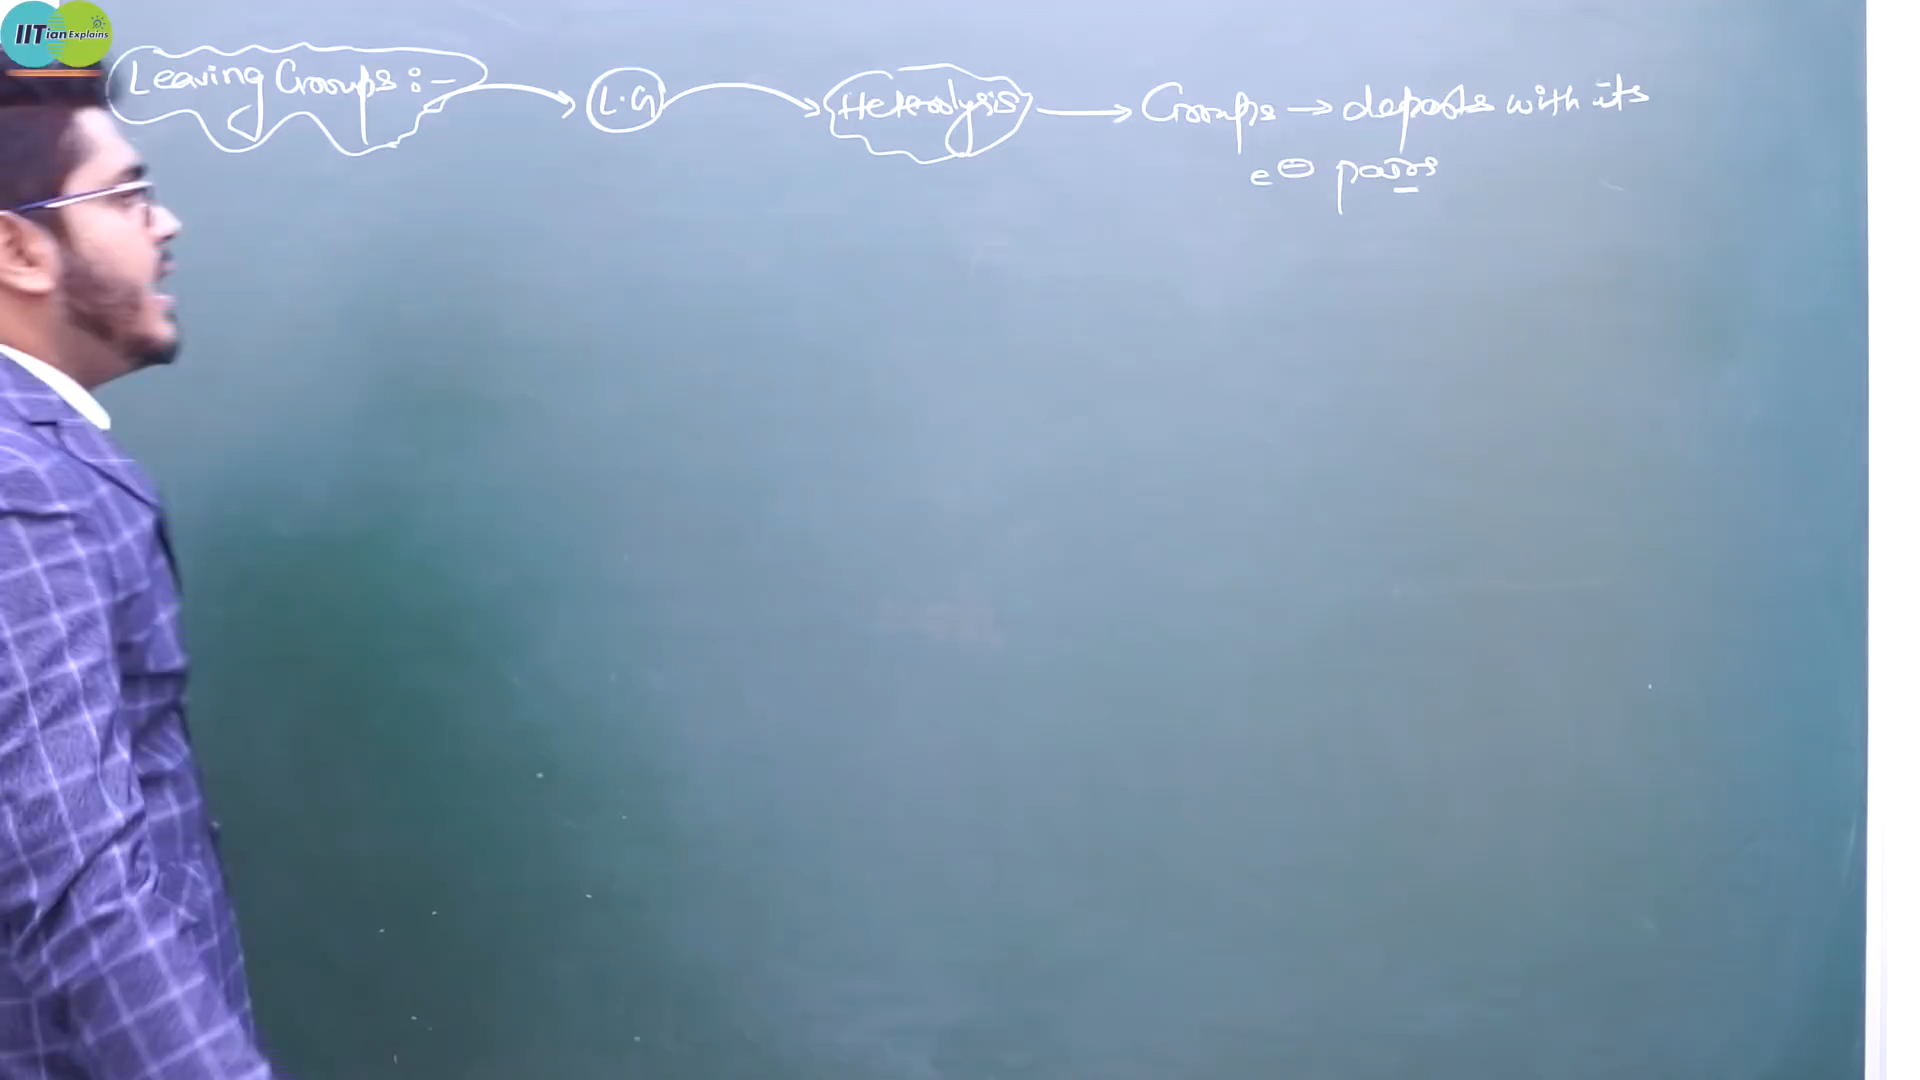 IITian Explains
Leaving Groups :- → L.G → Heterolysis → Groups → departs with its
e⊖ pairs